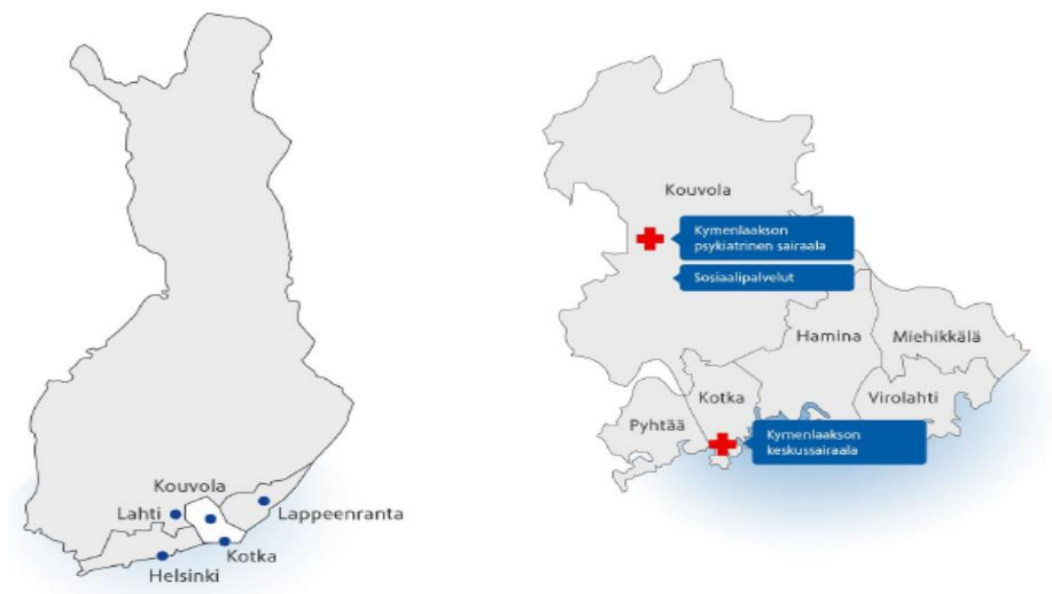 Kouvola
Lahti
Lappeenranta
Kotka
Helsinki
Kouvola
Kymenlaakson
psykiatrinen sairaala
Sosiaalipalvelut
Hamina
Miehikkälä
Kotka
Virolahti
Pyhtää
Kymenlaakson
keskussairaala